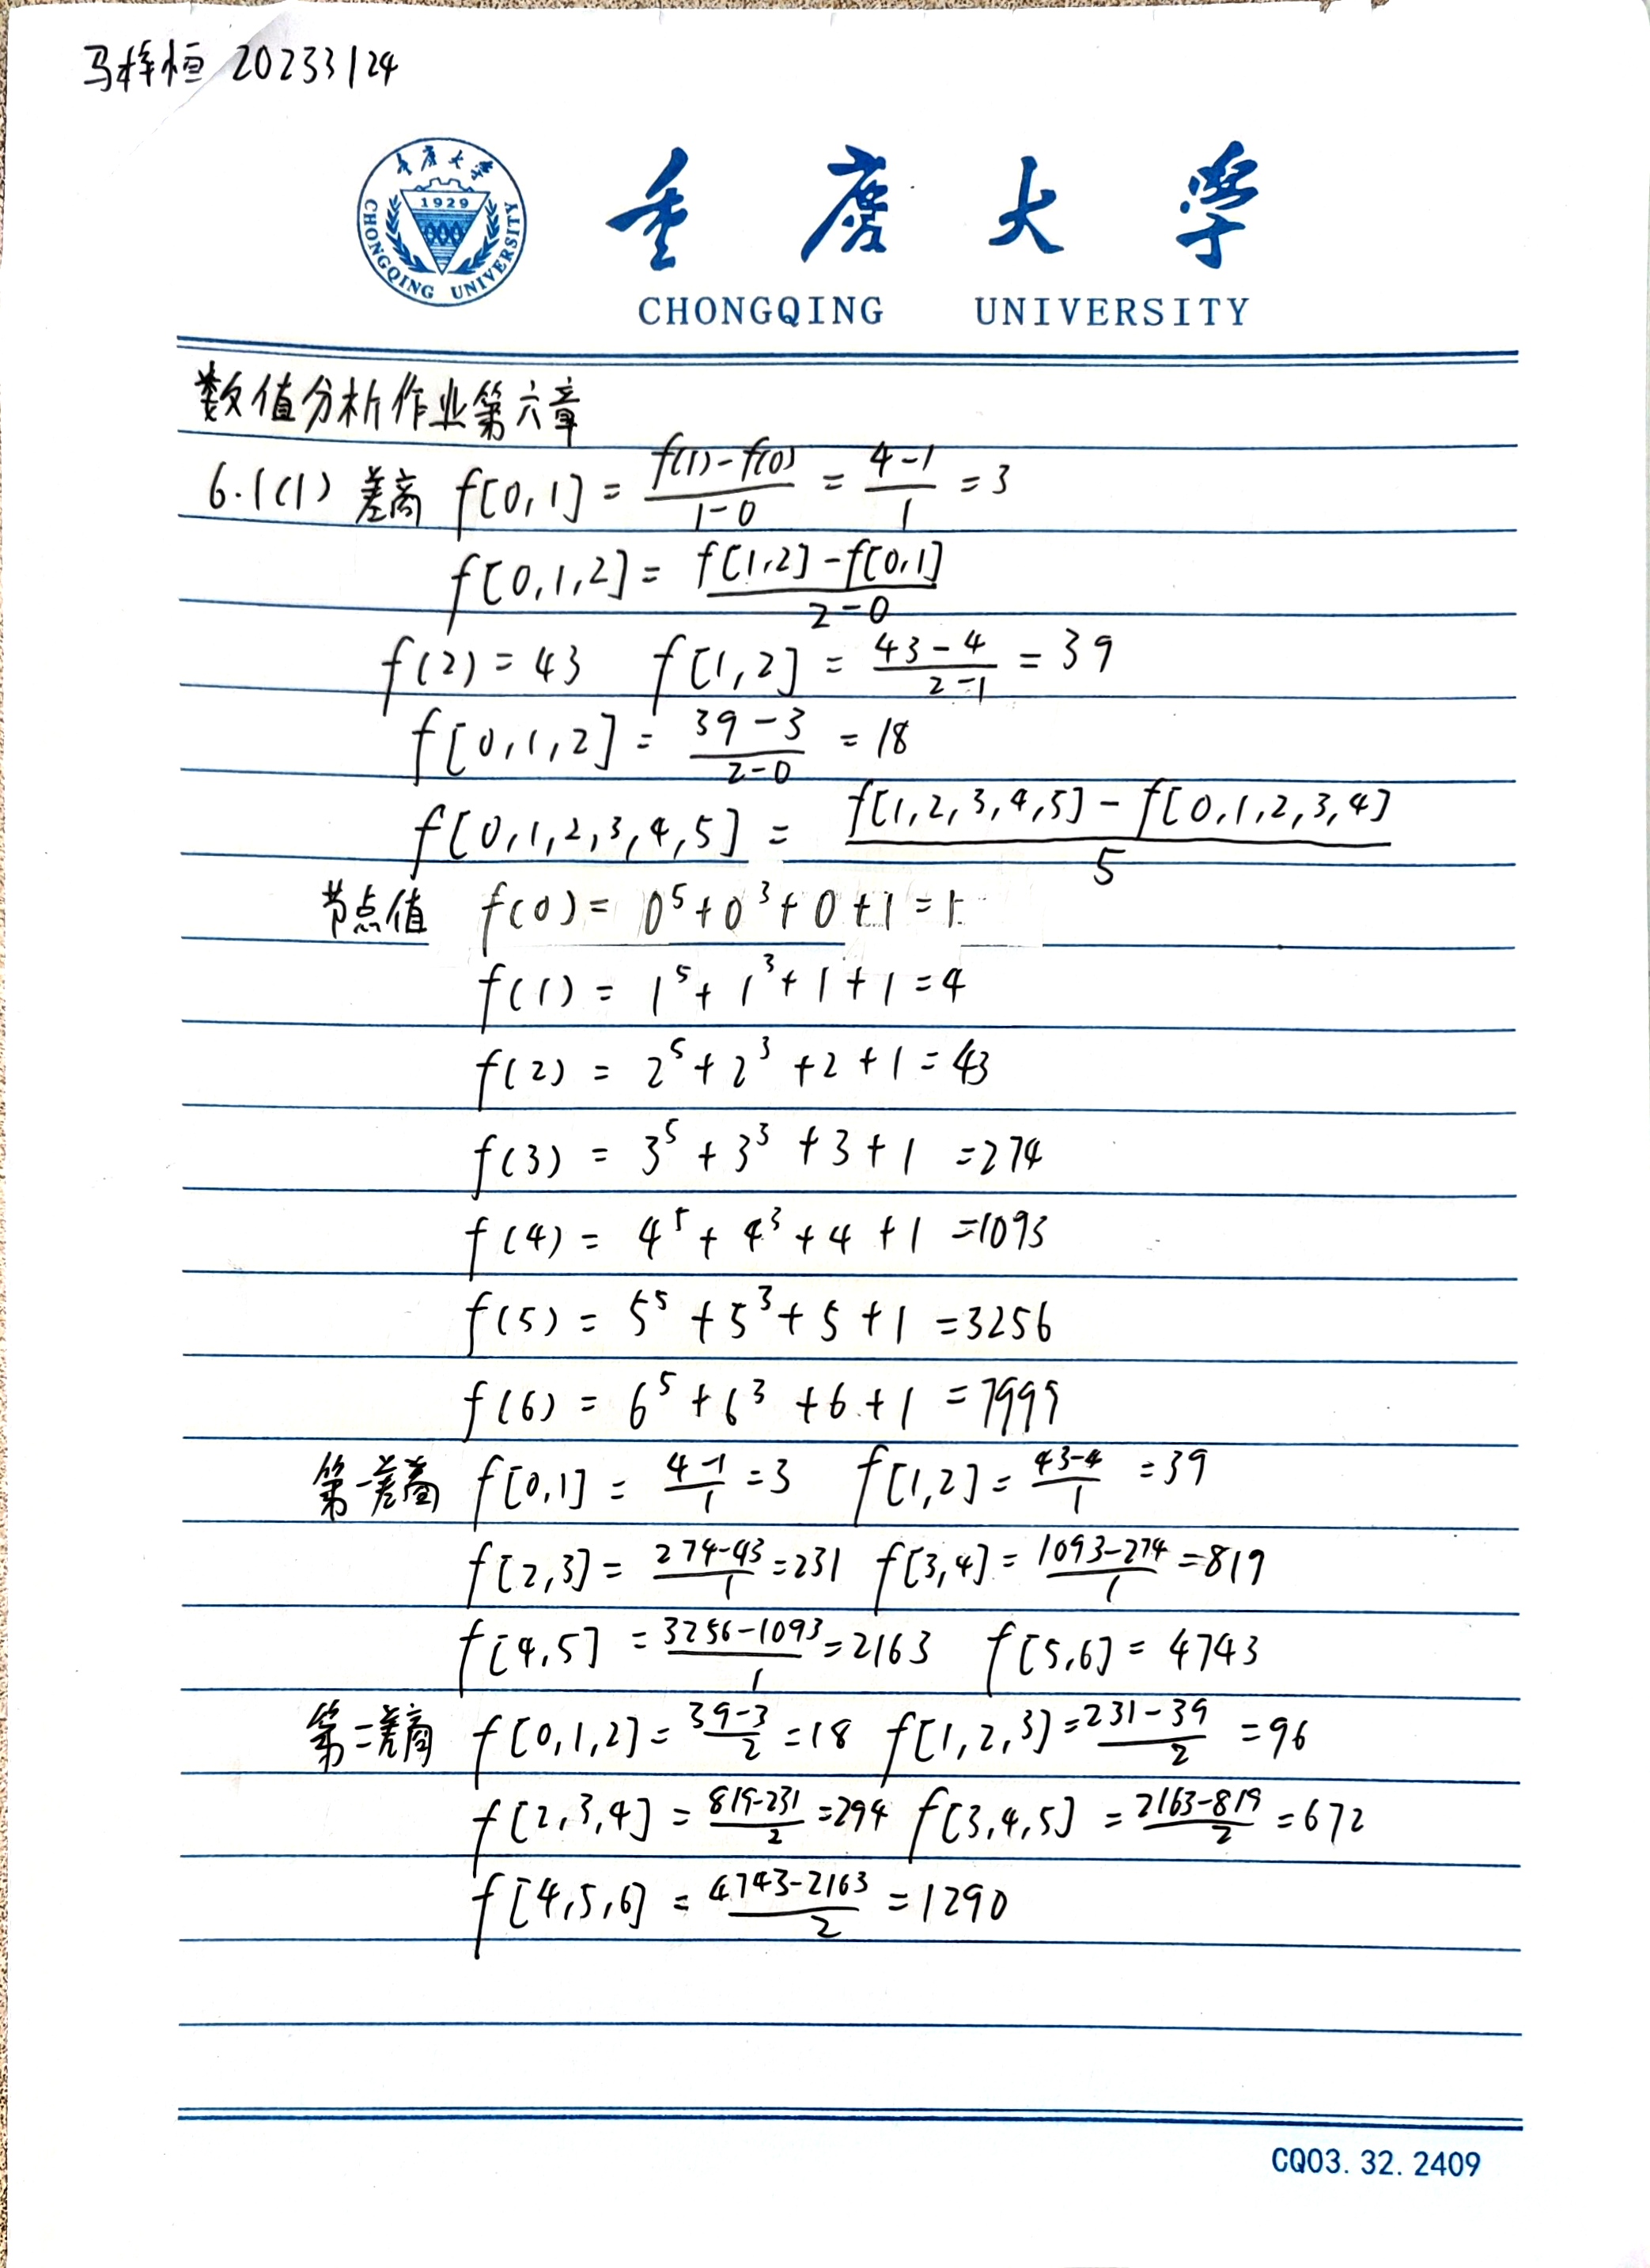 马梓恒 20233124
重庆大学
1929
CHONGQING UNIVERSITY
重庆大学
CHONGQING UNIVERSITY
数值分析作业第六章
6.1(1) 差商 f[0,1] = \frac{f(1)-f(0)}{1-0} = \frac{4-1}{1} = 3
f[0,1,2] = \frac{f[1,2]-f[0,1]}{2-0}
f(2) = 43 f[1,2] = \frac{43-4}{2-1} = 39
f[0,1,2] = \frac{39-3}{2-0} = 18
f[0,1,2,3,4,5] = \frac{f[1,2,3,4,5]-f[0,1,2,3,4]}{5}
节点值 f(0) = 0^5+0^3+0+1=1
f(1) = 1^5+1^3+1+1=4
f(2) = 2^5+2^3+2+1=43
f(3) = 3^5+3^3+3+1=274
f(4) = 4^5+4^3+4+1=1093
f(5) = 5^5+5^3+5+1=3256
f(6) = 6^5+6^3+6+1=7999
第一差商 f[0,1] = \frac{4-1}{1} = 3 f[1,2] = \frac{43-4}{1} = 39
f[2,3] = \frac{274-43}{1} = 231 f[3,4] = \frac{1093-274}{1} = 819
f[4,5] = \frac{3256-1093}{1} = 2163 f[5,6] = 4743
第二差商 f[0,1,2] = \frac{39-3}{2} = 18 f[1,2,3] = \frac{231-39}{2} = 96
f[2,3,4] = \frac{819-231}{2} = 294 f[3,4,5] = \frac{2163-819}{2} = 672
f[4,5,6] = \frac{4743-2163}{2} = 1290
CQ03.32.2409